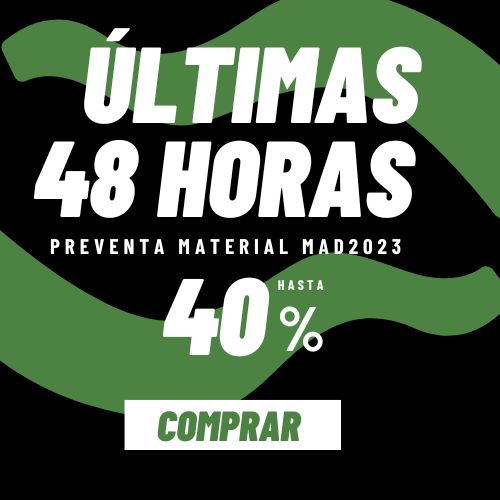 ÚLTIMAS
48 HORAS
PREVENTA MATERIAL MAD2023
HASTA
40%
COMPRAR